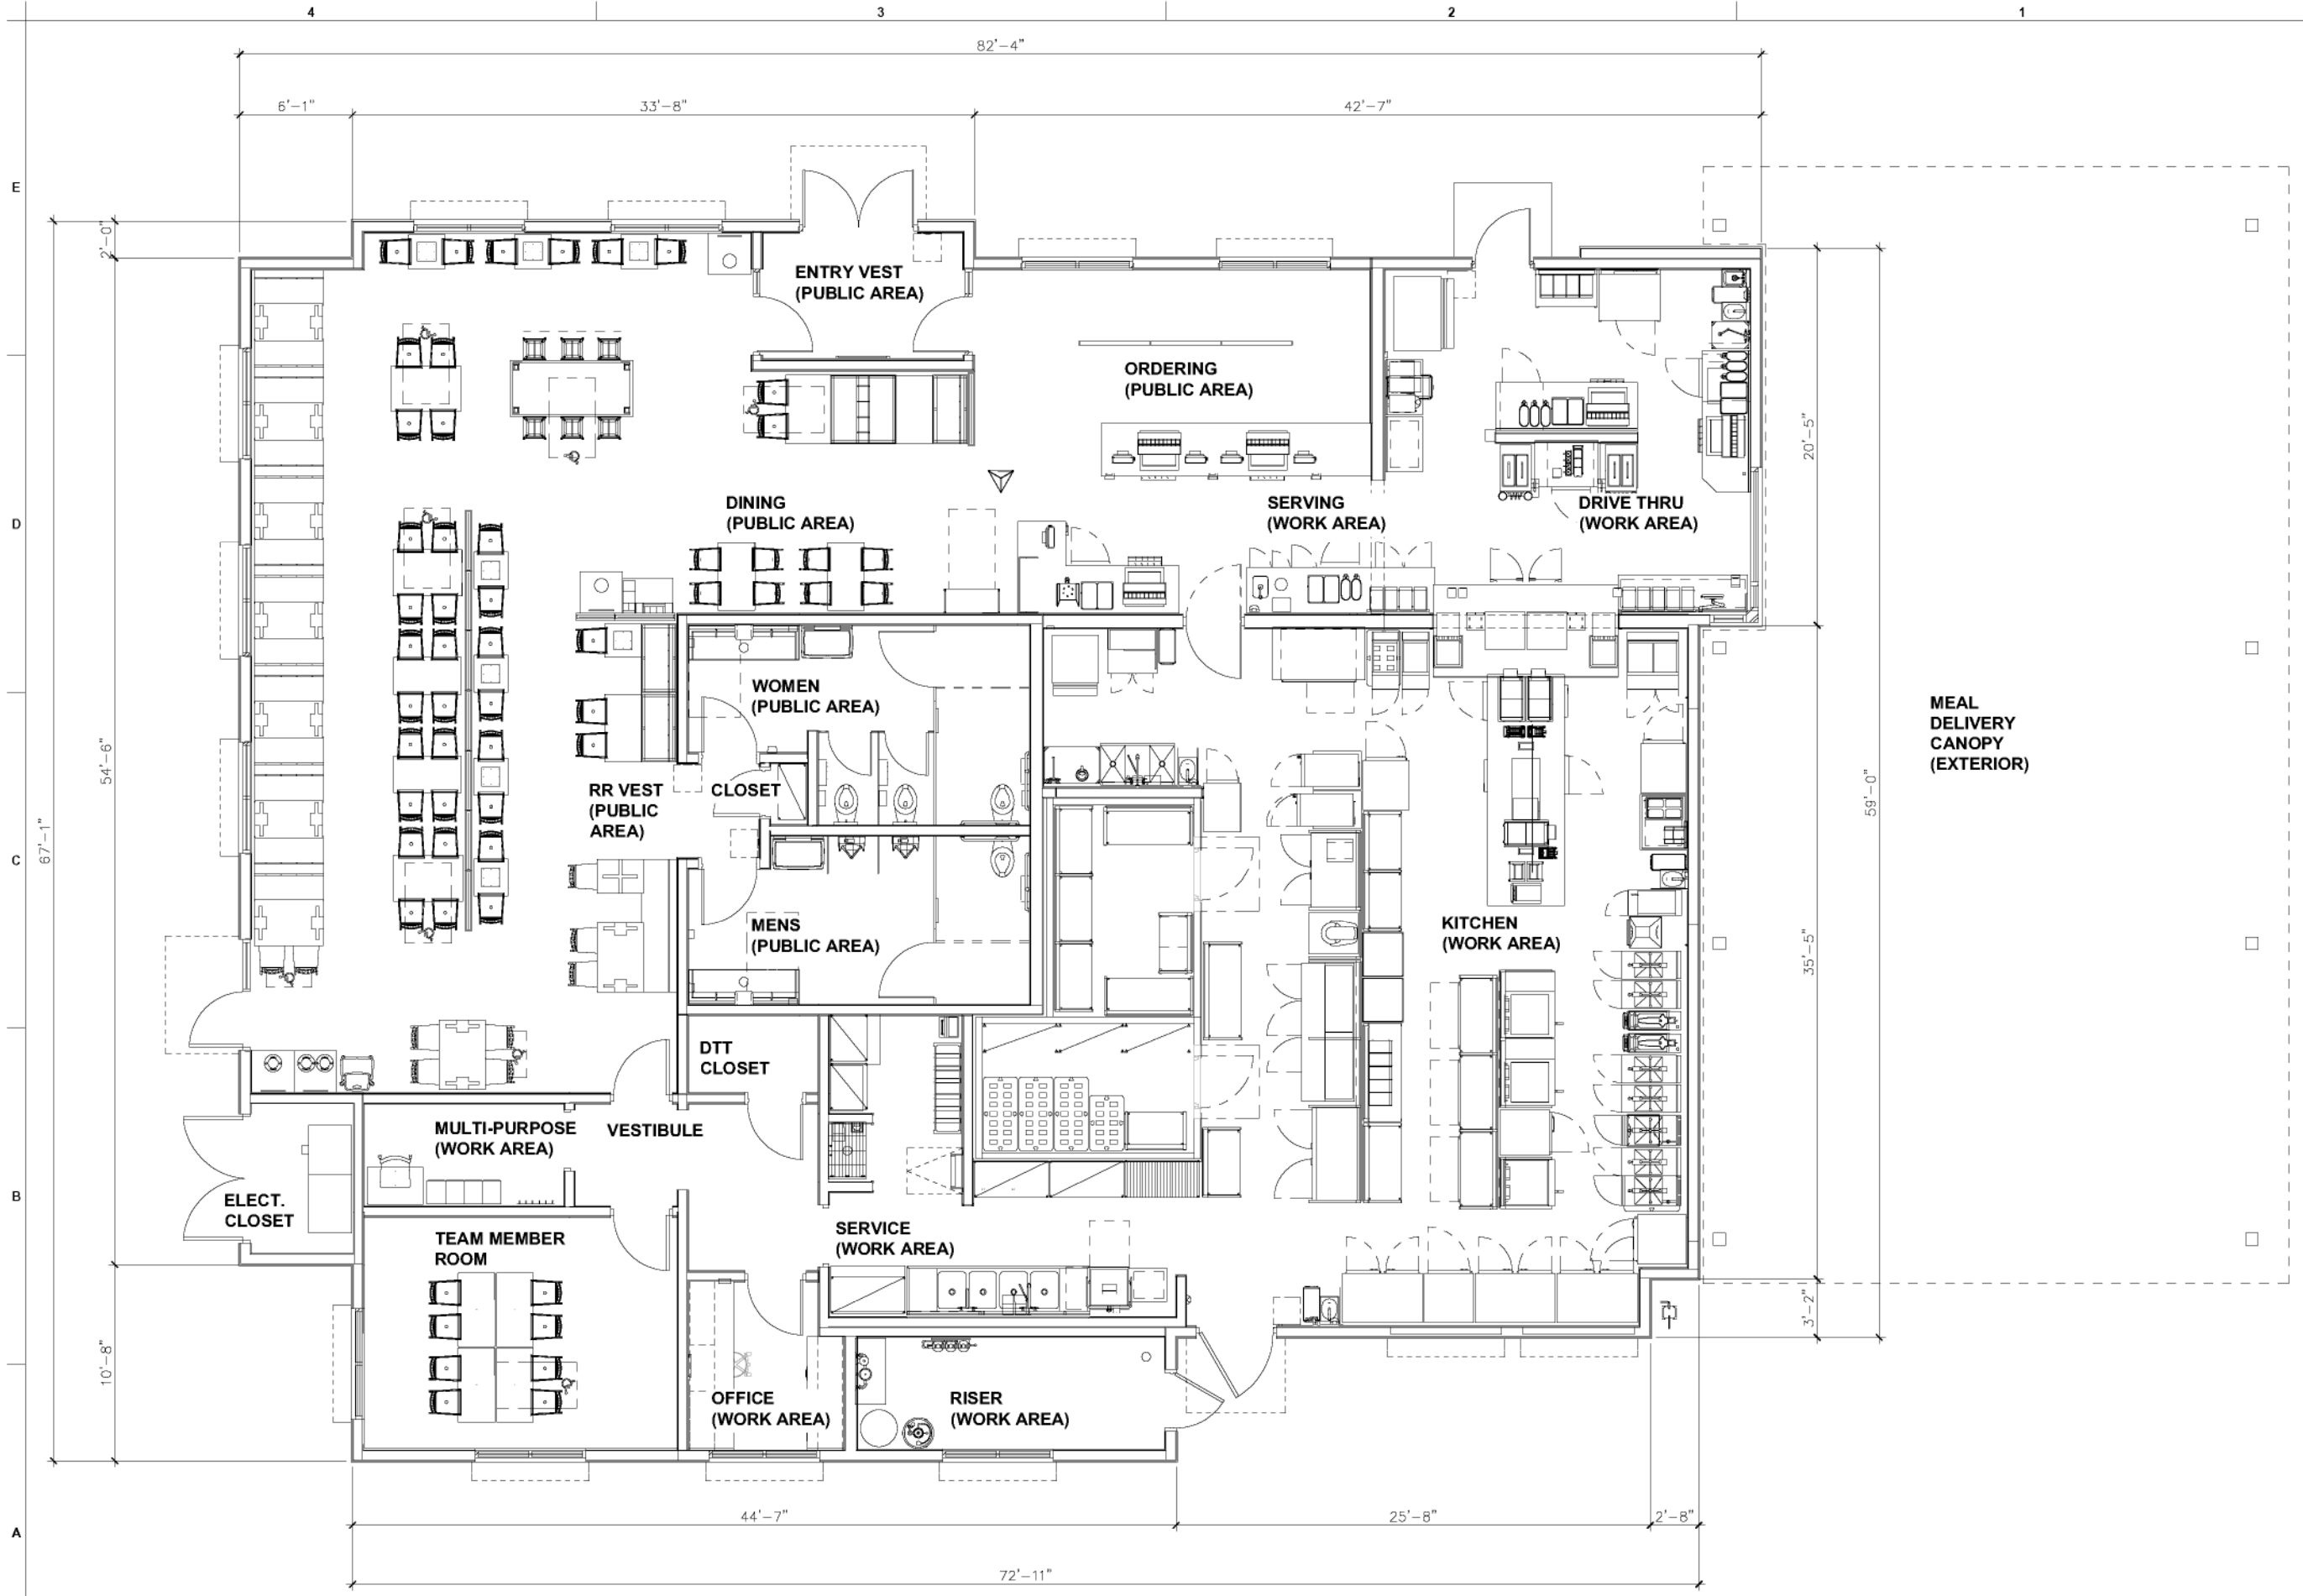 4
3
2
1
82'-4"
6'-1"
33'-8"
42'-7"
E
2'-0"
ENTRY VEST
(PUBLIC AREA)
ORDERING
(PUBLIC AREA)
20'-5"
D
DINING
(PUBLIC AREA)
SERVING
(WORK AREA)
DRIVE THRU
(WORK AREA)
WOMEN
(PUBLIC AREA)
MEAL
DELIVERY
CANOPY
(EXTERIOR)
54'-6"
59'-0"
RR VEST
(PUBLIC
AREA)
CLOSET
67'-1"
C
MENS
(PUBLIC AREA)
KITCHEN
(WORK AREA)
35'-5"
DTT
CLOSET
MULTI-PURPOSE
(WORK AREA)
VESTIBULE
B
ELECT.
CLOSET
TEAM MEMBER
ROOM
SERVICE
(WORK AREA)
3'-2"
10'-8"
OFFICE
(WORK AREA)
RISER
(WORK AREA)
A
44'-7"
25'-8"
2'-8"
72'-11"